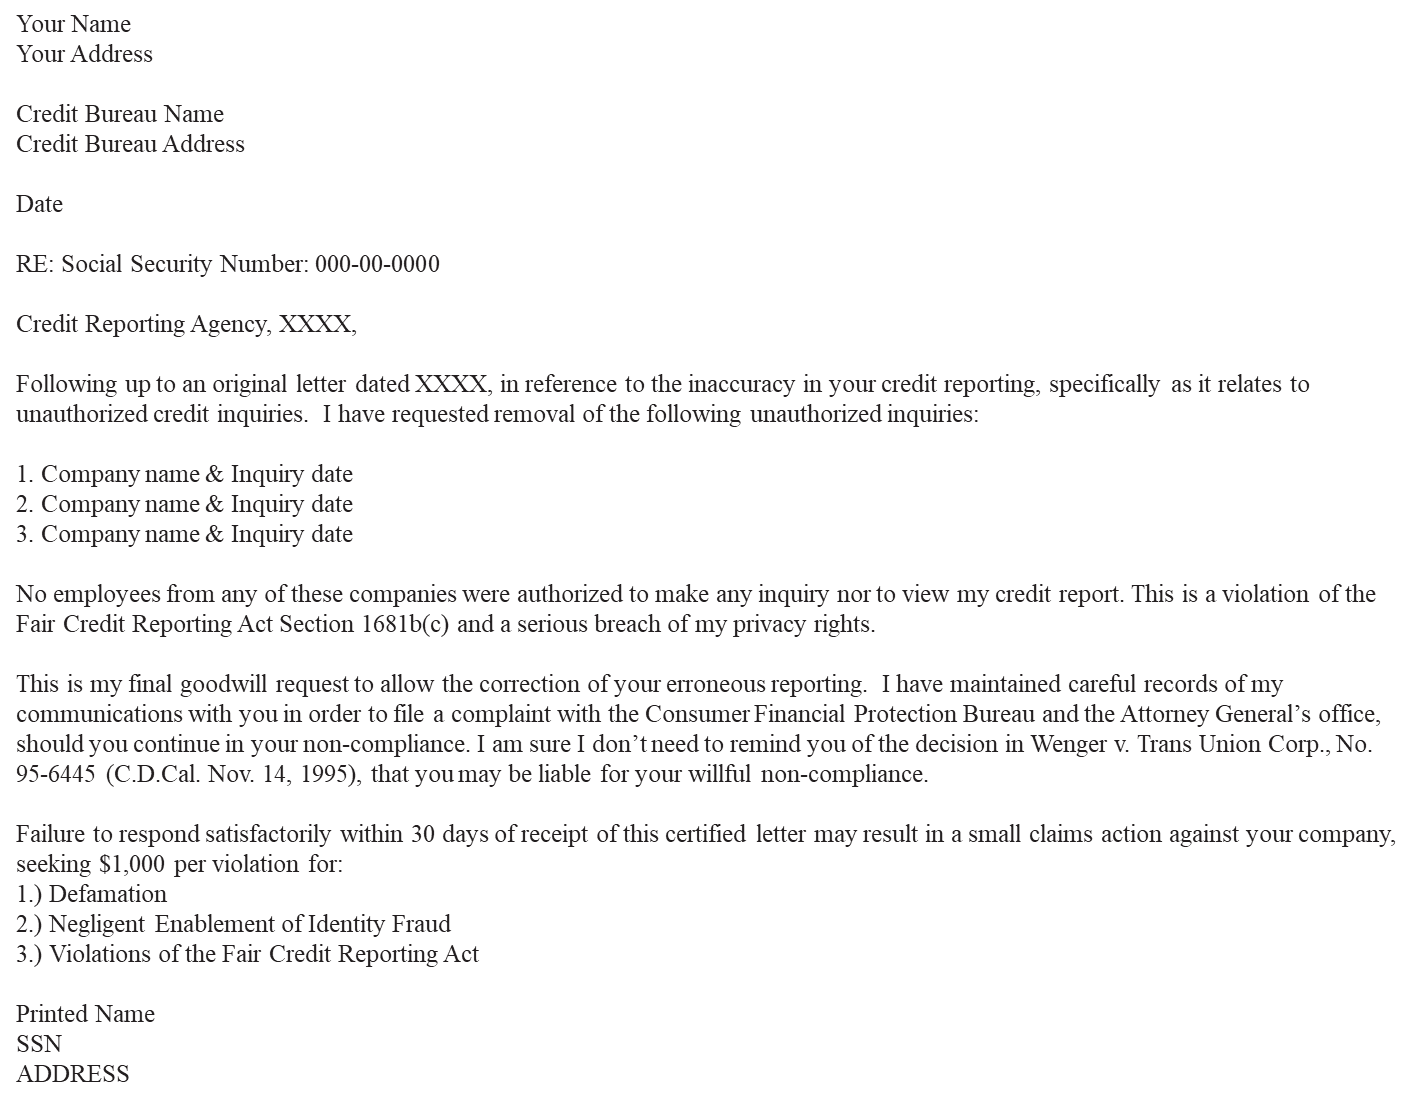 Your Name
Your Address
Credit Bureau Name
Credit Bureau Address
Date
RE: Social Security Number: 000-00-0000
Credit Reporting Agency, XXXX,
Following up to an original letter dated XXXX, in reference to the inaccuracy in your credit reporting, specifically as it relates to
unauthorized credit inquiries. I have requested removal of the following unauthorized inquiries:
1. Company name & Inquiry date
2. Company name & Inquiry date
3. Company name & Inquiry date
No employees from any of these companies were authorized to make any inquiry nor to view my credit report. This is a violation of the
Fair Credit Reporting Act Section 1681b(c) and a serious breach of my privacy rights.
This is my final goodwill request to allow the correction of your erroneous reporting. I have maintained careful records of my
communications with you in order to file a complaint with the Consumer Financial Protection Bureau and the Attorney General’s office,
should you continue in your non-compliance. I am sure I don’t need to remind you of the decision in Wenger v. Trans Union Corp., No.
95-6445 (C.D.Cal. Nov. 14, 1995), that you may be liable for your willful non-compliance.
Failure to respond satisfactorily within 30 days of receipt of this certified letter may result in a small claims action against your company,
seeking $1,000 per violation for:
1.) Defamation
2.) Negligent Enablement of Identity Fraud
3.) Violations of the Fair Credit Reporting Act
Printed Name
SSN
ADDRESS